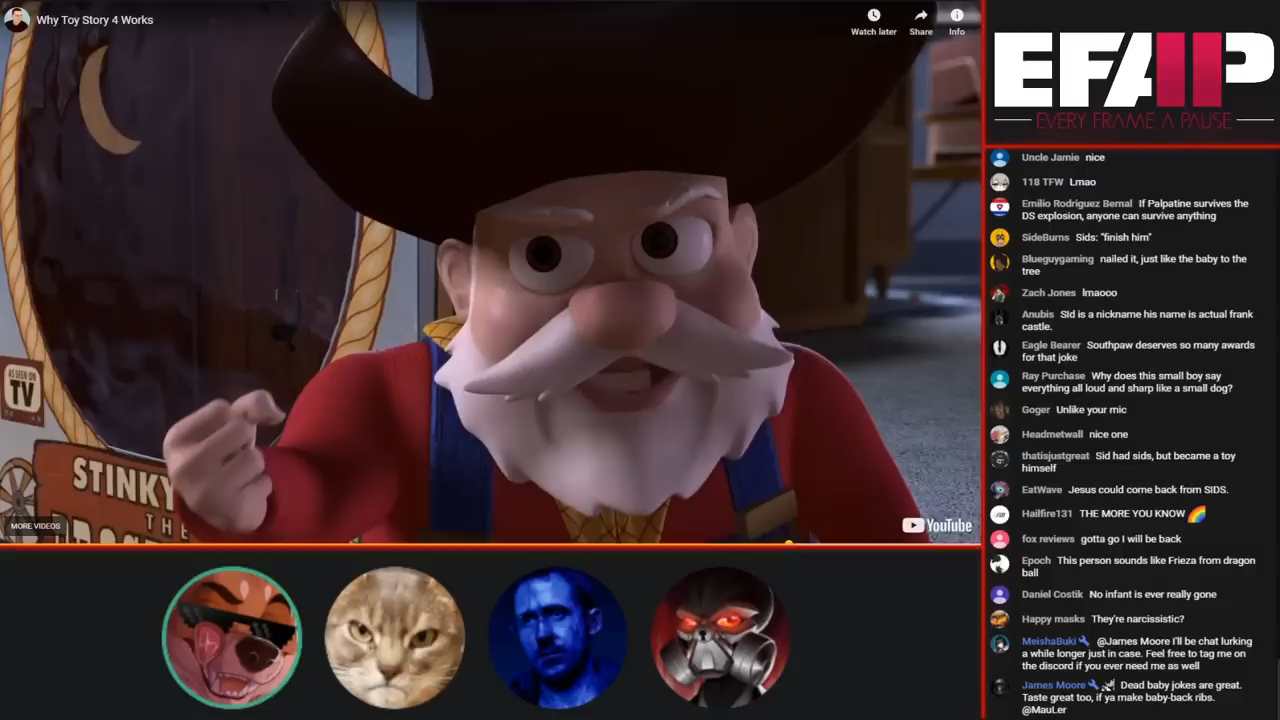 Why Toy Story 4 Works
Watch later
Share
Info
AS SEEN ON
TV
STINKY
THE
MORE VIDEOS
YouTube
EFAP
EVERY FRAME A PAUSE
Uncle Jamie nice
118 TFW Lmao
Emilio Rodriguez Bernal If Palpatine survives the
DS explosion, anyone can survive anything
SideBurns Sids: "finish him"
Blueguygaming nailed it, just like the baby to the
tree
Zach Jones lmaooo
Anubis SId is a nickname his name is actual frank
castle.
Eagle Bearer Southpaw deserves so many awards
for that joke
Ray Purchase Why does this small boy say
everything all loud and sharp like a small dog?
Goger Unlike your mic
Headmetwall nice one
thatisjustgreat Sid had sids, but became a toy
himself
EatWave Jesus could come back from SIDS.
Hailfire131 THE MORE YOU KNOW
fox reviews gotta go I will be back
Epoch This person sounds like Frieza from dragon
ball
Daniel Costik No infant is ever really gone
Happy masks They're narcissistic?
MeishaBuki @James Moore I'll be chat lurking
a while longer just in case. Feel free to tag me on
the discord if you ever need me as well
James Moore Dead baby jokes are great.
Taste great too, if ya make baby-back ribs.
@MauLer